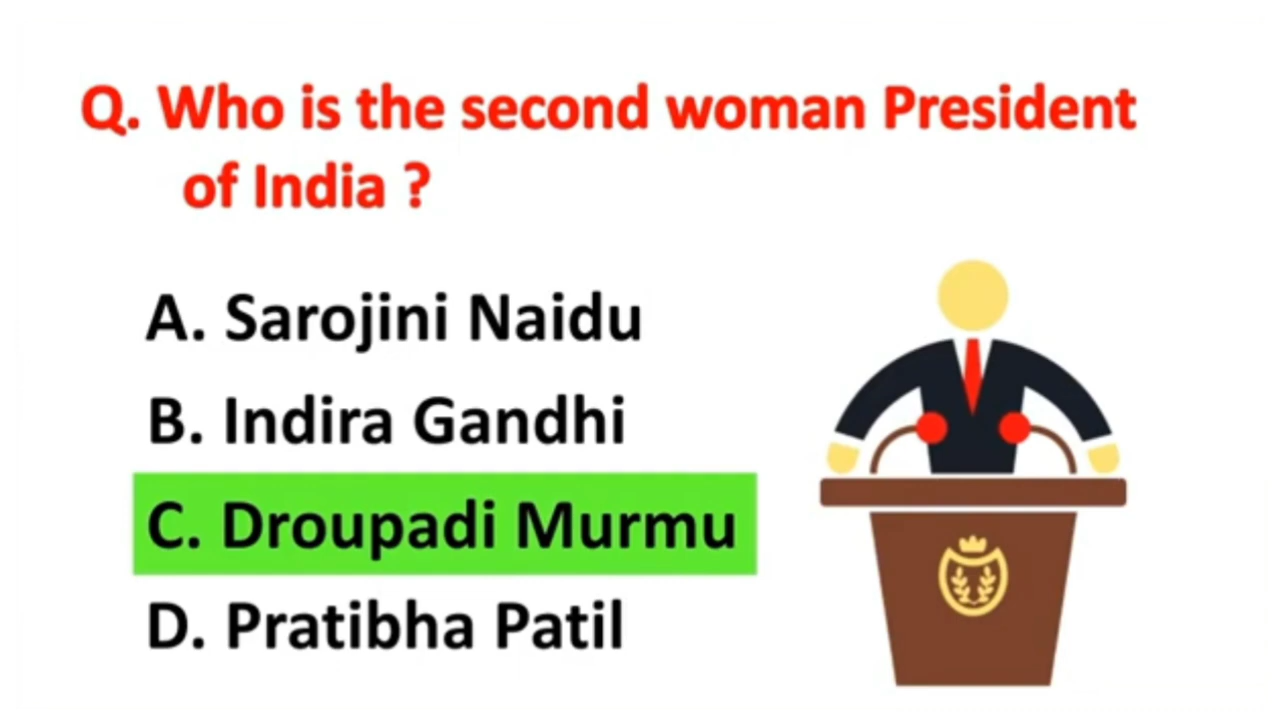 Q. Who is the second woman President
of India ?
A. Sarojini Naidu
B. Indira Gandhi
C. Droupadi Murmu
D. Pratibha Patil